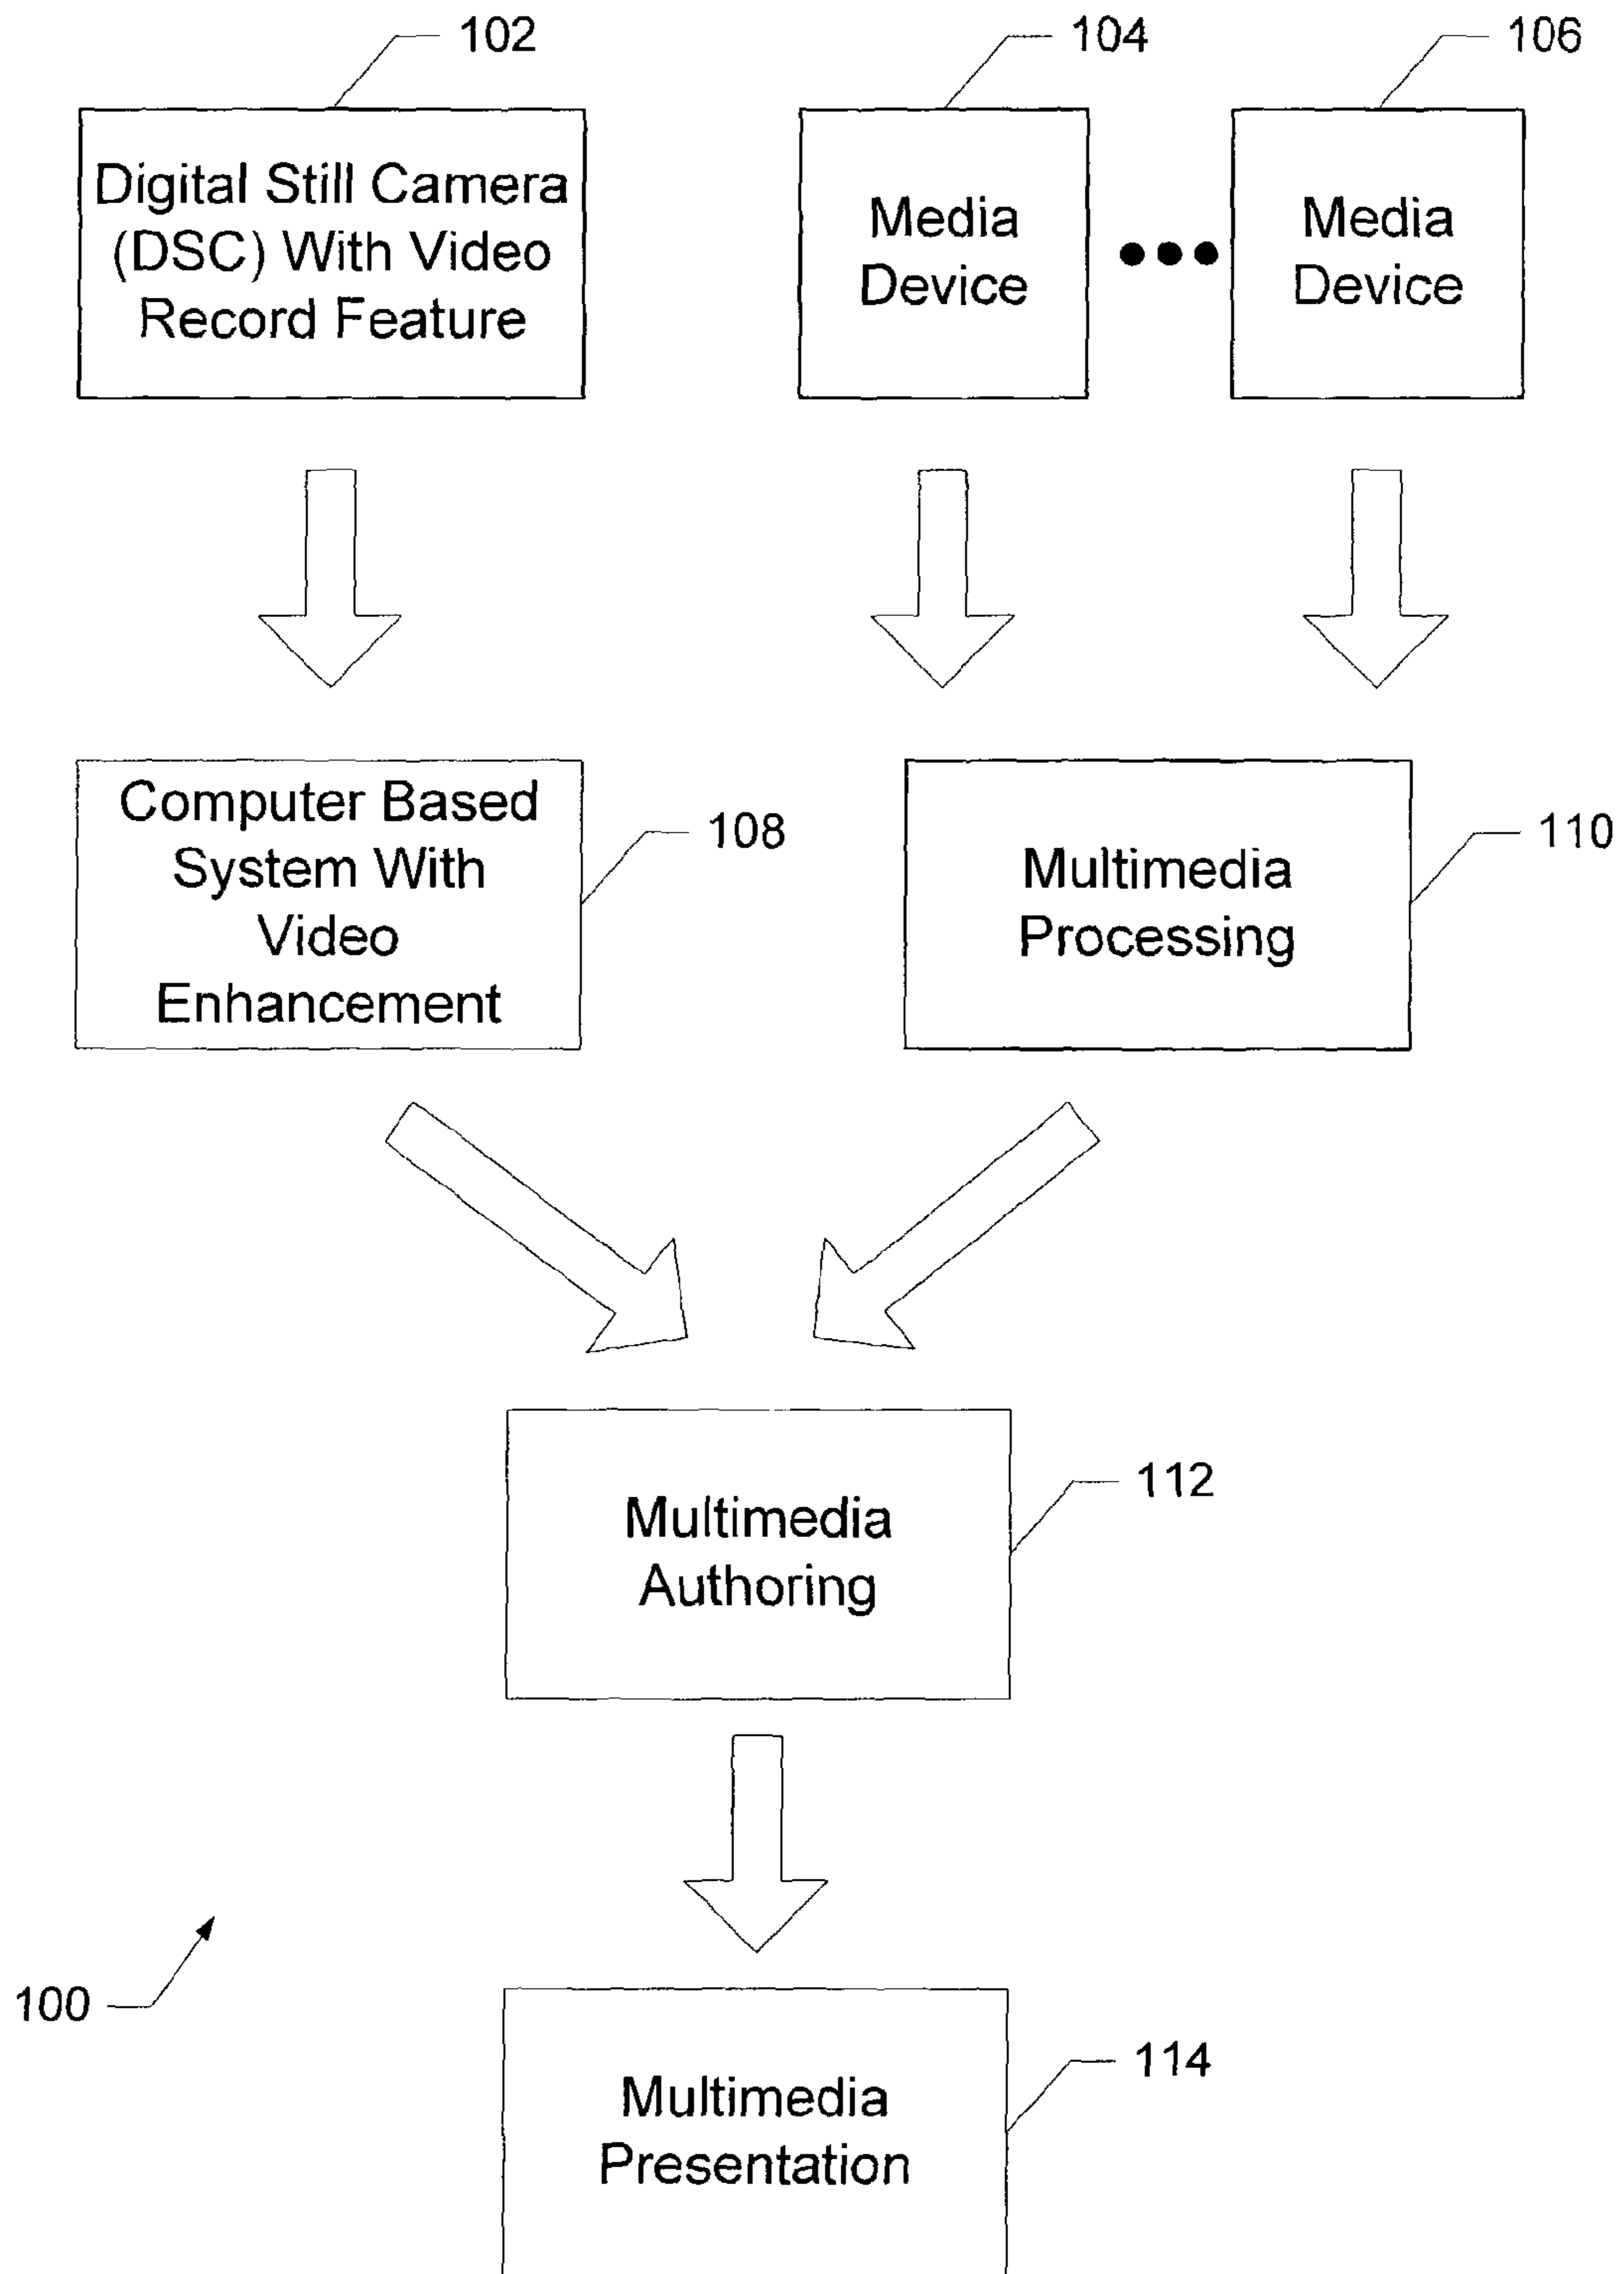 102
104
106
Digital Still Camera
(DSC) With Video
Record Feature
Media
Device
Media
Device
Computer Based
System With
Video
Enhancement
108
Multimedia
Processing
110
Multimedia
Authoring
112
100
Multimedia
Presentation
114